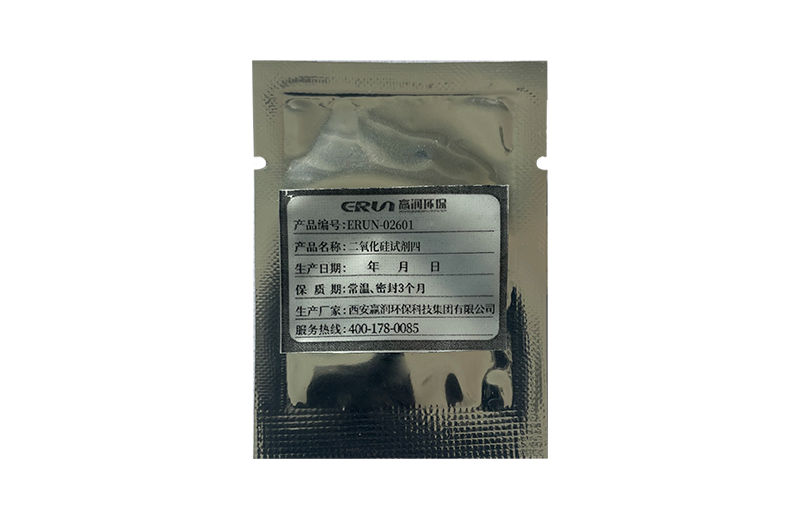 ERUN 赢润环保
产品编号:ERUN-02601
产品名称:二氧化硅试剂四
生产日期: 年 月 日
保 质 期:常温、密封3个月
生产厂家:西安赢润环保科技集团有限公司
服务热线:400-178-0085